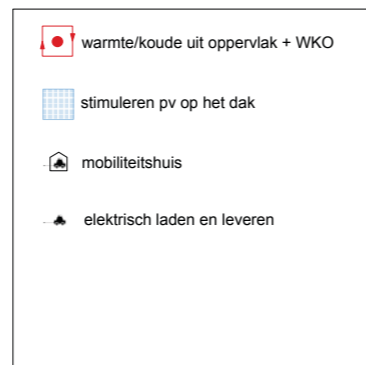 warmte/koude uit oppervlak + WKO
stimuleren pv op het dak
mobiliteitshuis
elektrisch laden en leveren